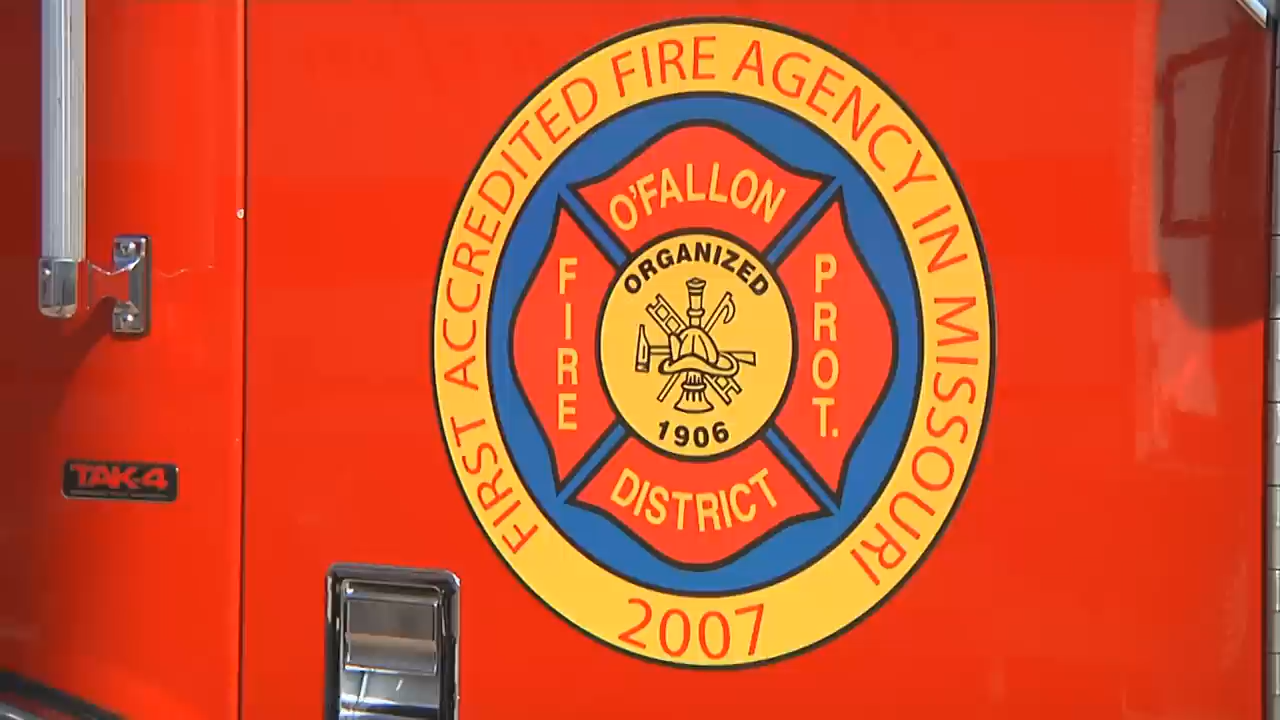 FIRST ACCREDITED FIRE AGENCY IN MISSOURI
2007
O'FALLON
FIRE
PROT.
DISTRICT
ORGANIZED
1906
TAK-4